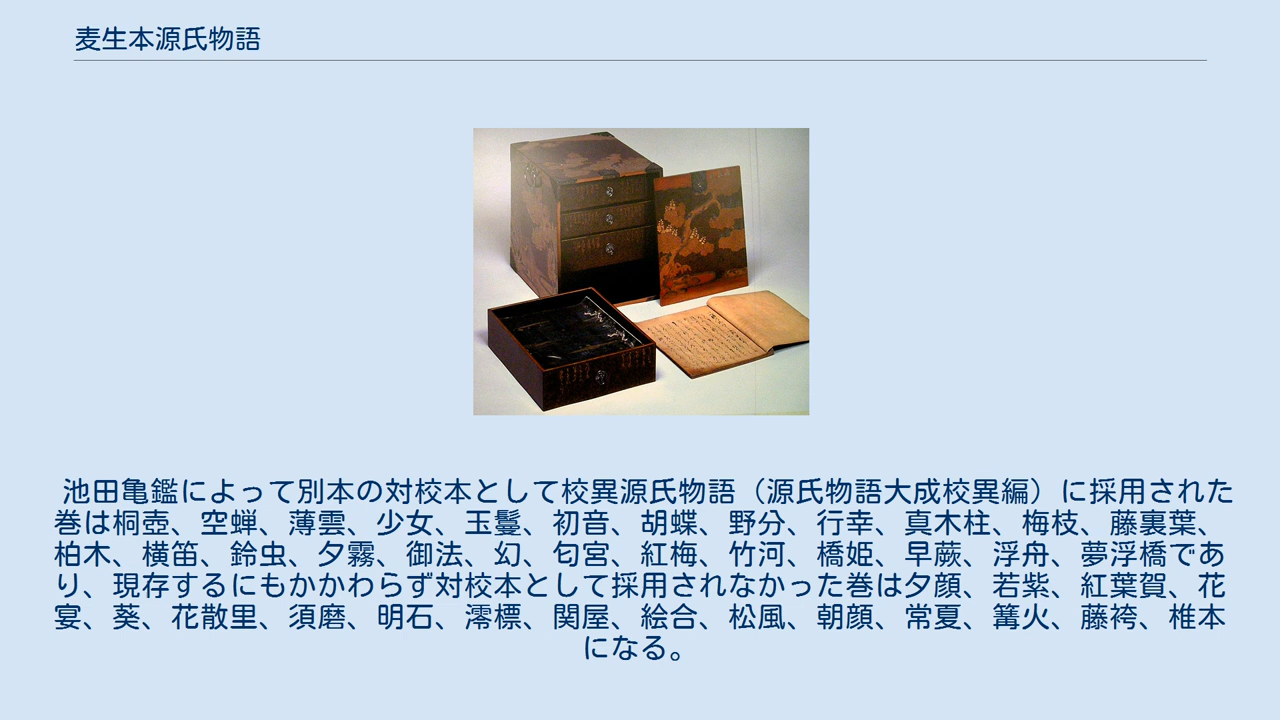 麦生本源氏物語
池田亀鑑によって別本の対校本として校異源氏物語（源氏物語大成校異編）に採用された
巻は桐壺、空蝉、薄雲、少女、玉鬘、初音、胡蝶、野分、行幸、真木柱、梅枝、藤裏葉、
柏木、横笛、鈴虫、夕霧、御法、幻、匂宮、紅梅、竹河、橋姫、早蕨、浮舟、夢浮橋であ
り、現存するにもかかわらず対校本として採用されなかった巻は夕顔、若紫、紅葉賀、花
宴、葵、花散里、須磨、明石、澪標、関屋、絵合、松風、朝顔、常夏、篝火、藤袴、椎本
になる。